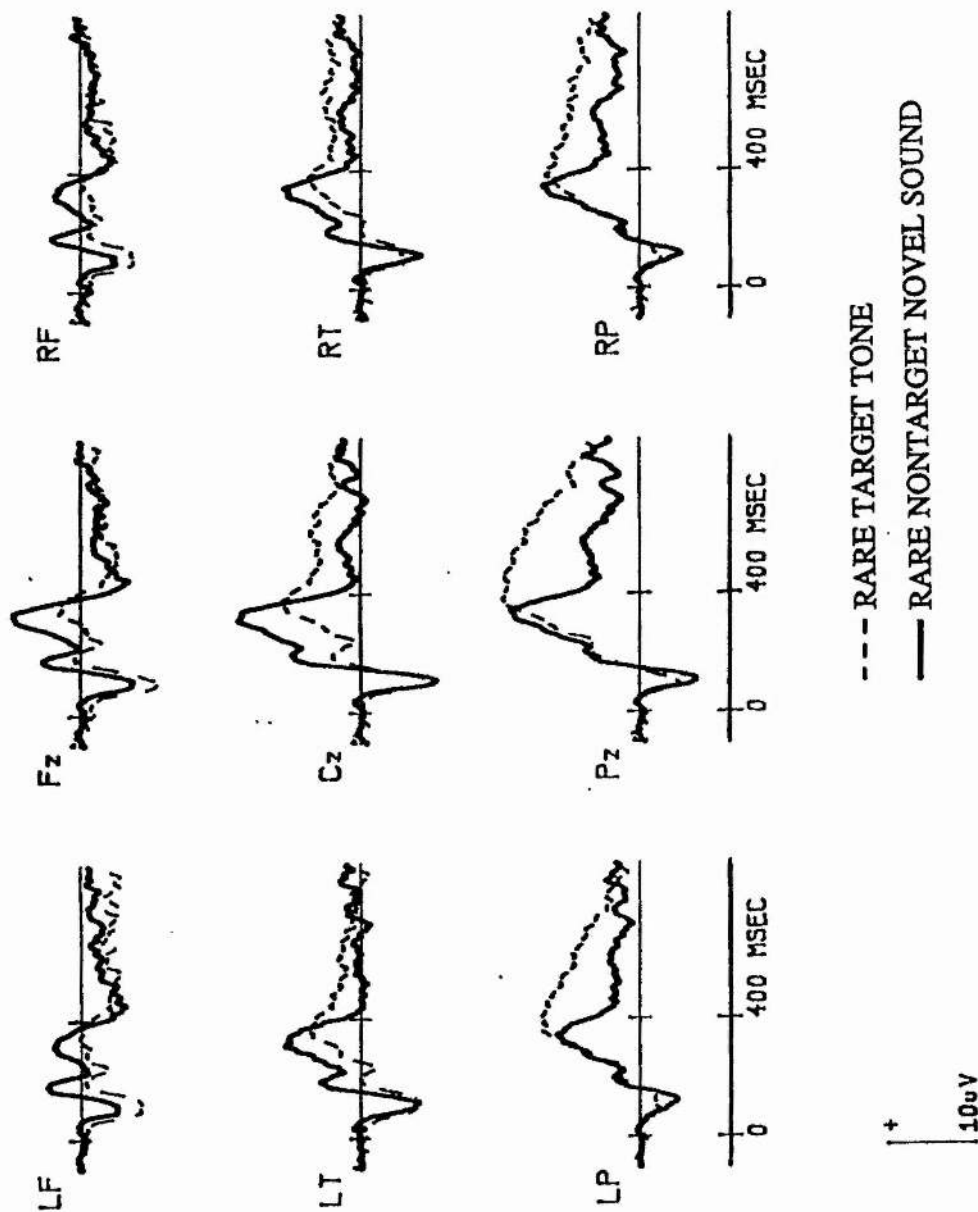 LF
Fz
RF
LT
Cz
RT
LP
Pz
RP
0 400 MSEC
0 400 MSEC
0 400 MSEC
+
10uV
--- RARE TARGET TONE
— RARE NONTARGET NOVEL SOUND